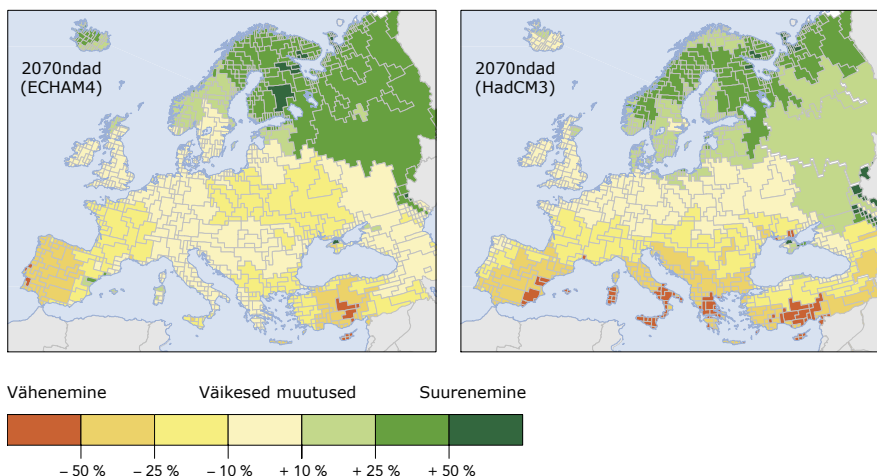 2070ndad
(ECHAM4)
2070ndad
(HadCM3)
Vähenemine Väikesed muutused Suurenemine
– 50 % – 25 % – 10 % + 10 % + 25 % + 50 %